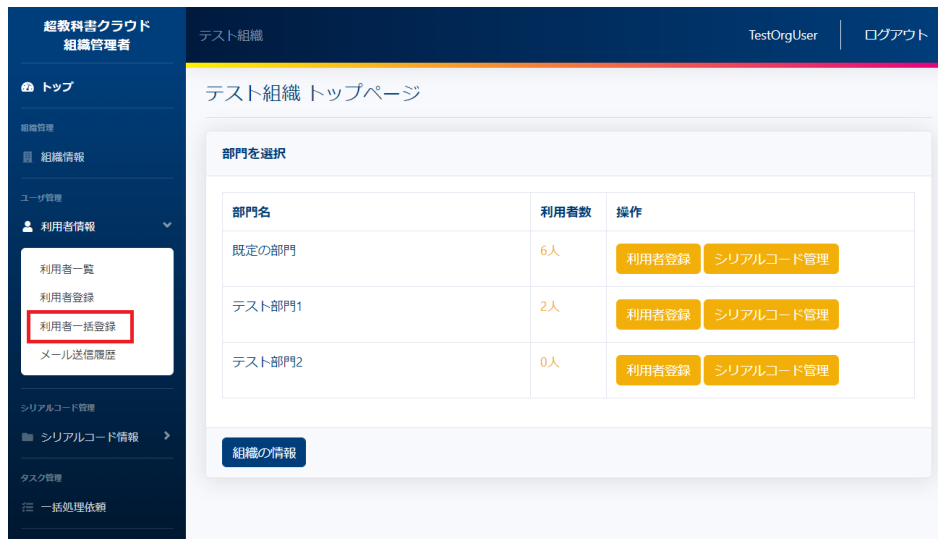 超教科書クラウド
組織管理者
テスト組織
TestOrgUser
ログアウト
トップ
テスト組織 トップページ
組織管理
組織情報
部門を選択
ユーザ管理
利用者情報
部門名 利用者数 操作
既定の部門 6人 利用者登録 シリアルコード管理
テスト部門1 2人 利用者登録 シリアルコード管理
テスト部門2 0人 利用者登録 シリアルコード管理
利用者一覧
利用者登録
利用者一括登録
メール送信履歴
シリアルコード管理
シリアルコード情報
組織の情報
タスク管理
一括処理依頼